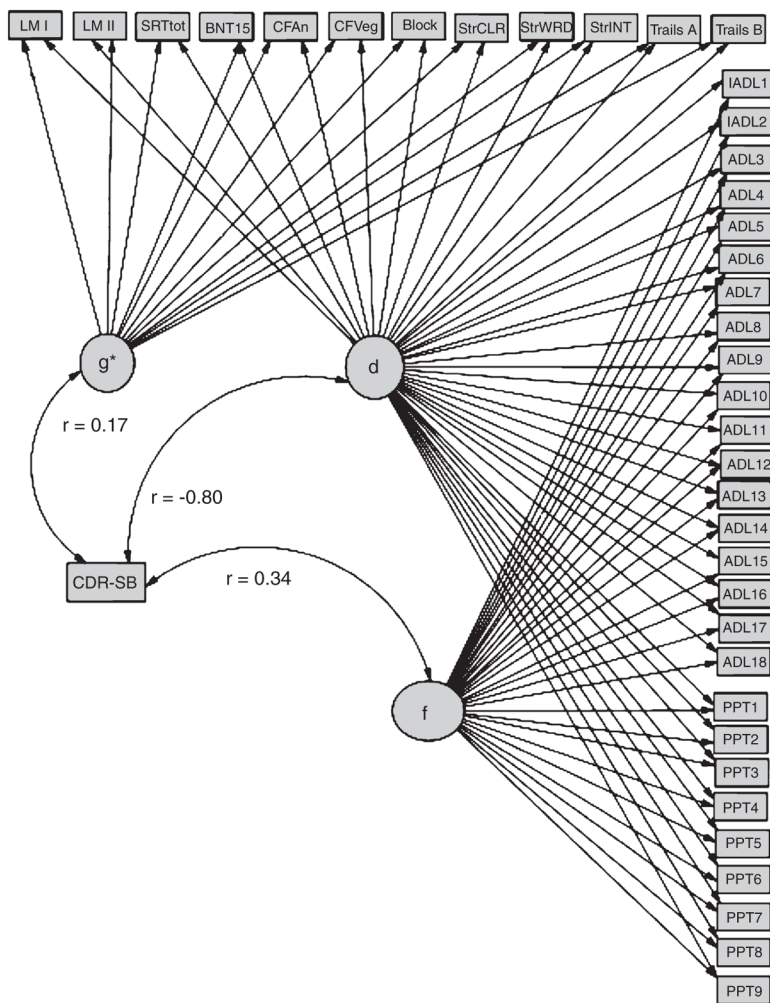 LM I LM II SRTtot BNT15 CFAn CFVeg Block StrCLR StrWRD StrINT Trails A Trails B
IADL1
IADL2
ADL3
ADL4
ADL5
ADL6
ADL7
ADL8
ADL9
ADL10
ADL11
ADL12
ADL13
ADL14
ADL15
ADL16
ADL17
ADL18
g*
d
r = 0.17
r = -0.80
CDR-SB
r = 0.34
f
PPT1
PPT2
PPT3
PPT4
PPT5
PPT6
PPT7
PPT8
PPT9